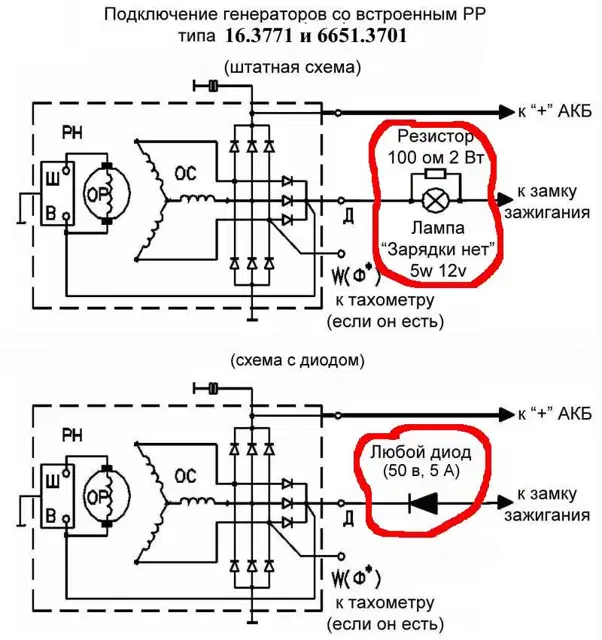 Подключение генераторов со встроенным РР
типа 16.3771 и 6651.3701
(штатная схема)
к “+” АКБ
РН
Резистор
100 ом 2 Вт
Ш
ОР
ОС
В
Д
к замку
зажигания
Лампа
“Зарядки нет”
5w 12v
W(Ф*)
к тахометру
(если он есть)
(схема с диодом)
к “+” АКБ
РН
Любой диод
(50 в, 5 А)
Ш
ОР
ОС
В
Д
к замку
зажигания
W(Ф*)
к тахометру
(если он есть)